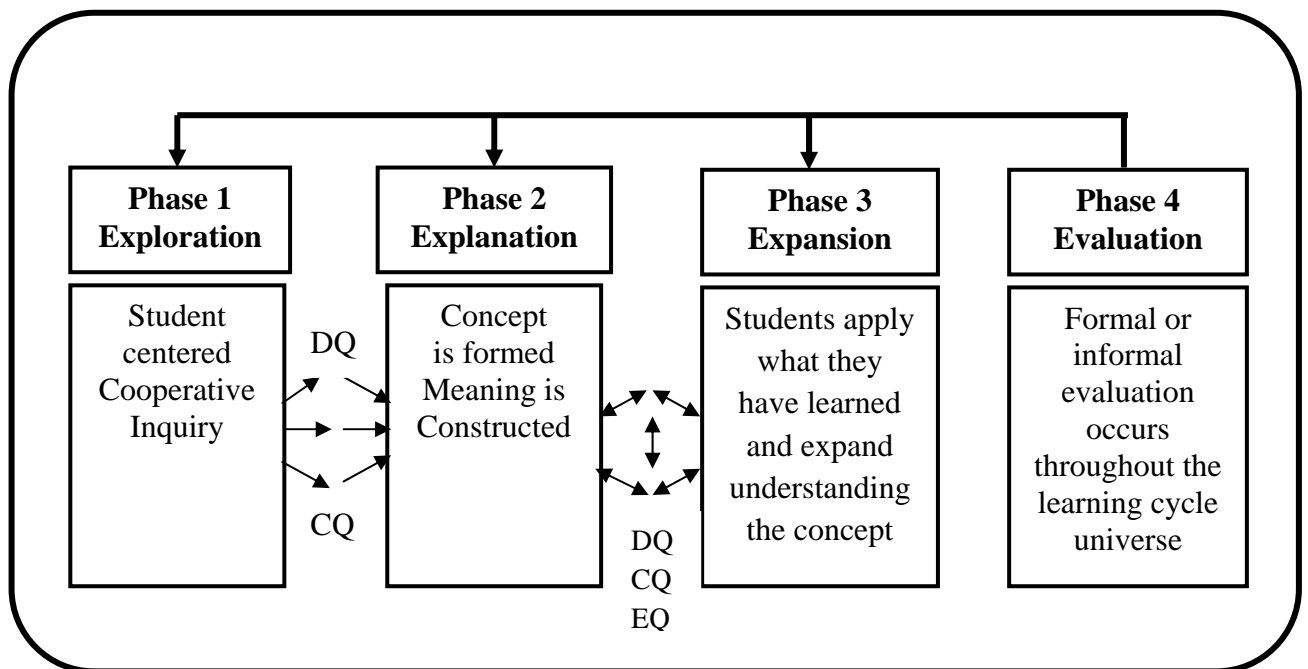 Phase 1
Exploration
Phase 2
Explanation
Phase 3
Expansion
Phase 4
Evaluation
Student
centered
Cooperative
Inquiry
DQ
CQ
Concept
is formed
Meaning is
Constructed
DQ
CQ
EQ
Students apply
what they
have learned
and expand
understanding
the concept
Formal or
informal
evaluation
occurs
throughout the
learning cycle
universe